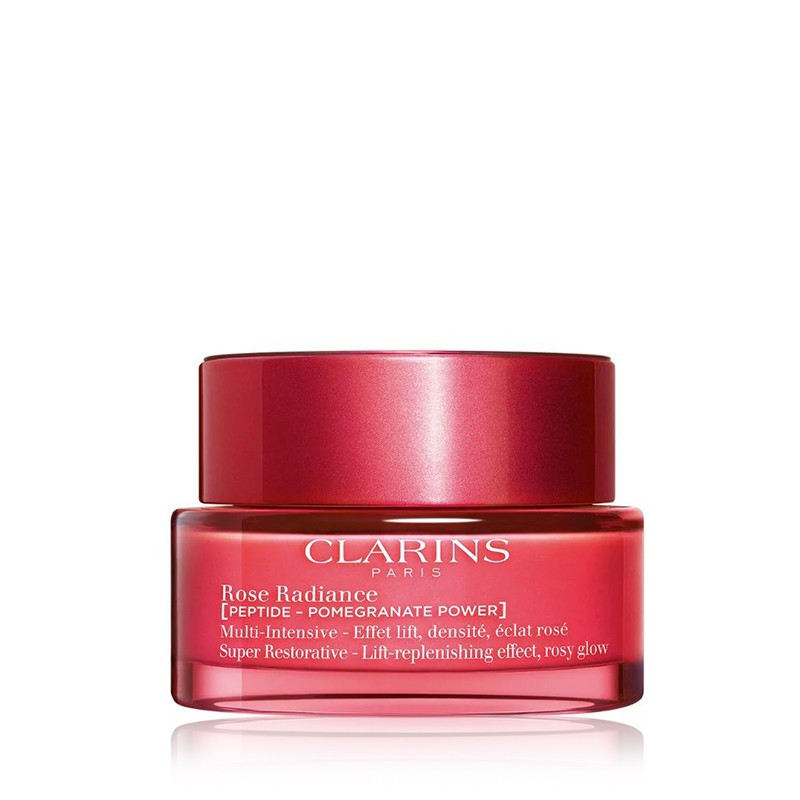 CLARINS
PARIS
Rose Radiance
[PEPTIDE – POMEGRANATE POWER]
Multi-Intensive - Effet lift, densité, éclat rosé
Super Restorative - Lift-replenishing effect, rosy glow